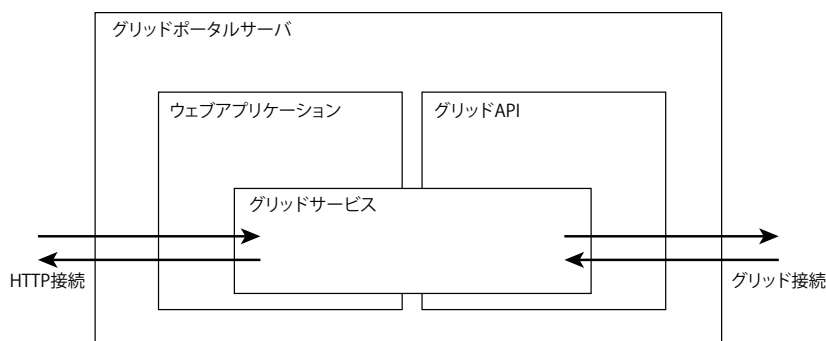 グリッドポータルサーバ
ウェブアプリケーション
グリッドAPI
グリッドサービス
HTTP接続
グリッド接続